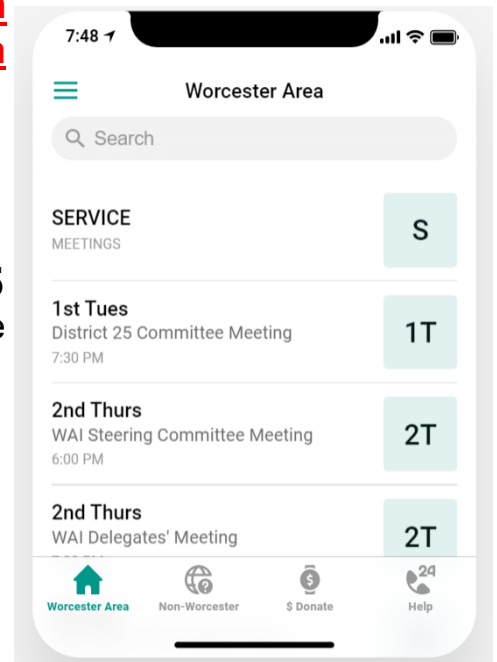 7:48
Worcester Area
Search
SERVICE
MEETINGS
S
1st Tues
District 25 Committee Meeting
7:30 PM
1T
2nd Thurs
WAI Steering Committee Meeting
6:00 PM
2T
2nd Thurs
WAI Delegates' Meeting
2T
24
Worcester Area
Non-Worcester
$ Donate
Help